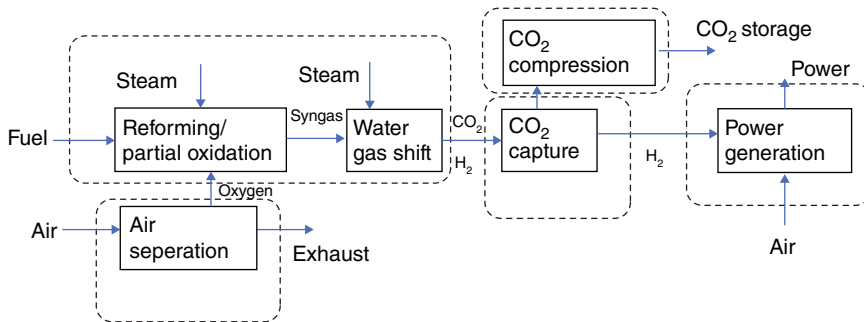 CO₂
compression
CO₂ storage
Steam
Steam
Power
Fuel
Reforming/
partial oxidation
Syngas
Water
gas shift
CO₂
H₂
CO₂
capture
H₂
Power
generation
Oxygen
Air
Air
seperation
Exhaust
Air